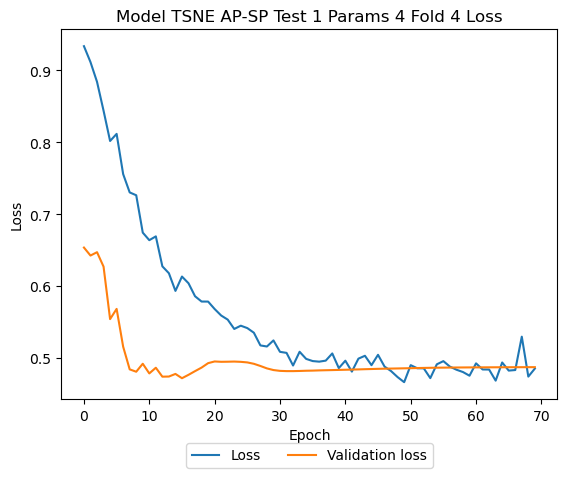 Model TSNE AP-SP Test 1 Params 4 Fold 4 Loss
0.9
0.8
0.7
0.6
0.5
Loss
0 10 20 30 40 50 60 70
Epoch
Loss Validation loss